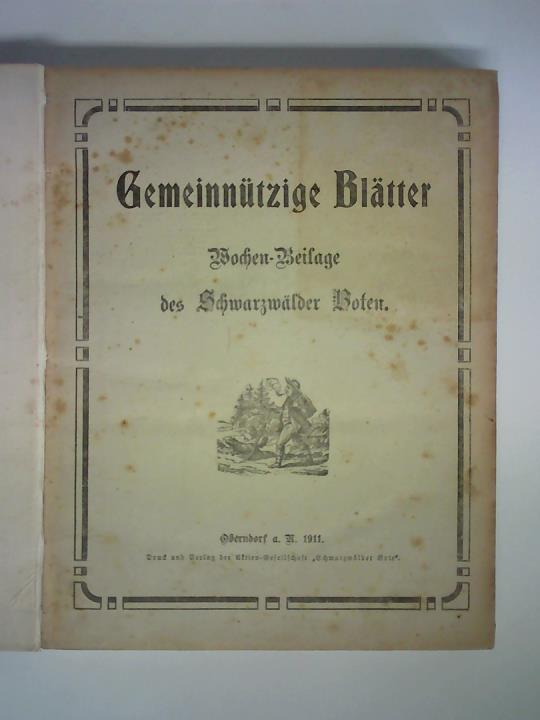 Gemeinnützige Blätter
Wochen-Beilage
des Schwarzwälder Boten.
Oberndorf a. N. 1911.
Druck und Verlag der Aktien-Gesellschaft „Schwarzwälder Bote“.